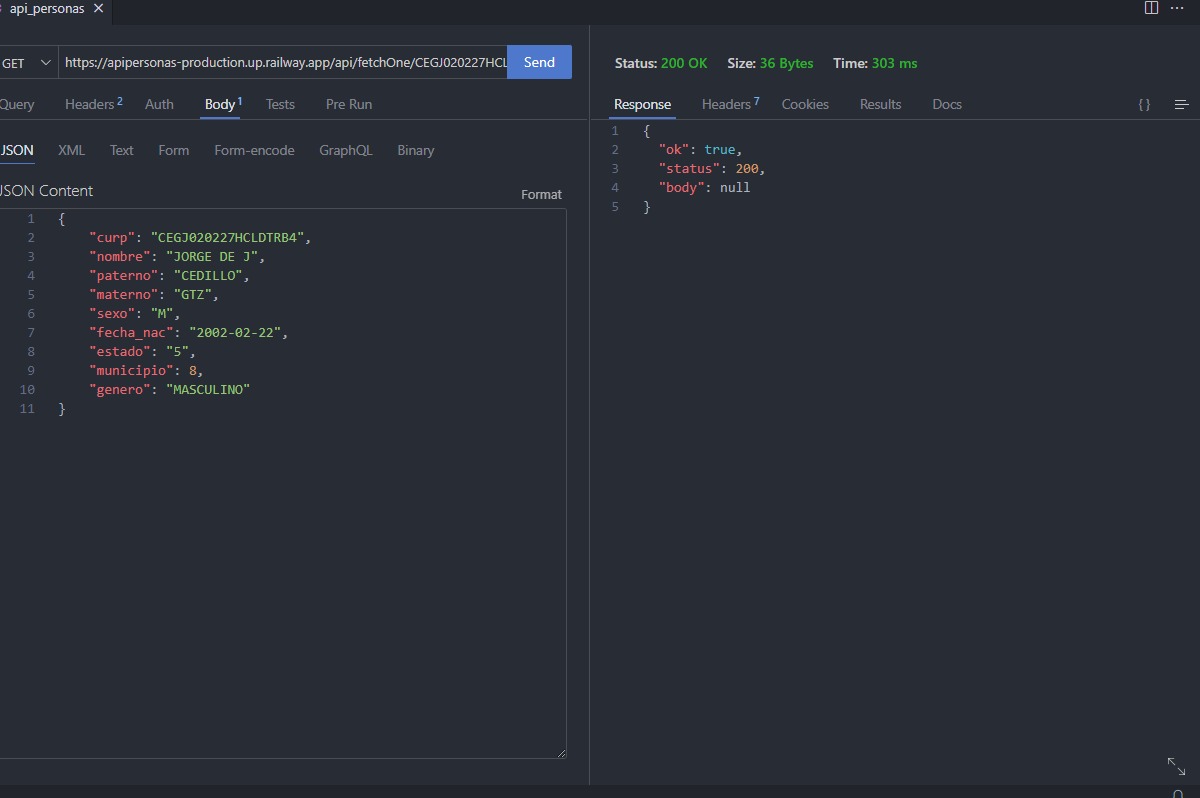 api_personas
GET https://apipersonas-production.up.railway.app/api/fetchOne/CEGJ020227HCL Send
Query Headers 2 Auth Body 1 Tests Pre Run
JSON XML Text Form Form-encode GraphQL Binary
JSON Content Format
1 {
2 "curp": "CEGJ020227HCLDTRB4",
3 "nombre": "JORGE DE J",
4 "paterno": "CEDILLO",
5 "materno": "GTZ",
6 "sexo": "M",
7 "fecha_nac": "2002-02-22",
8 "estado": "5",
9 "municipio": 8,
10 "genero": "MASCULINO"
11 }
Status: 200 OK Size: 36 Bytes Time: 303 ms
Response Headers 7 Cookies Results Docs { }
1 {
2 "ok": true,
3 "status": 200,
4 "body": null
5 }